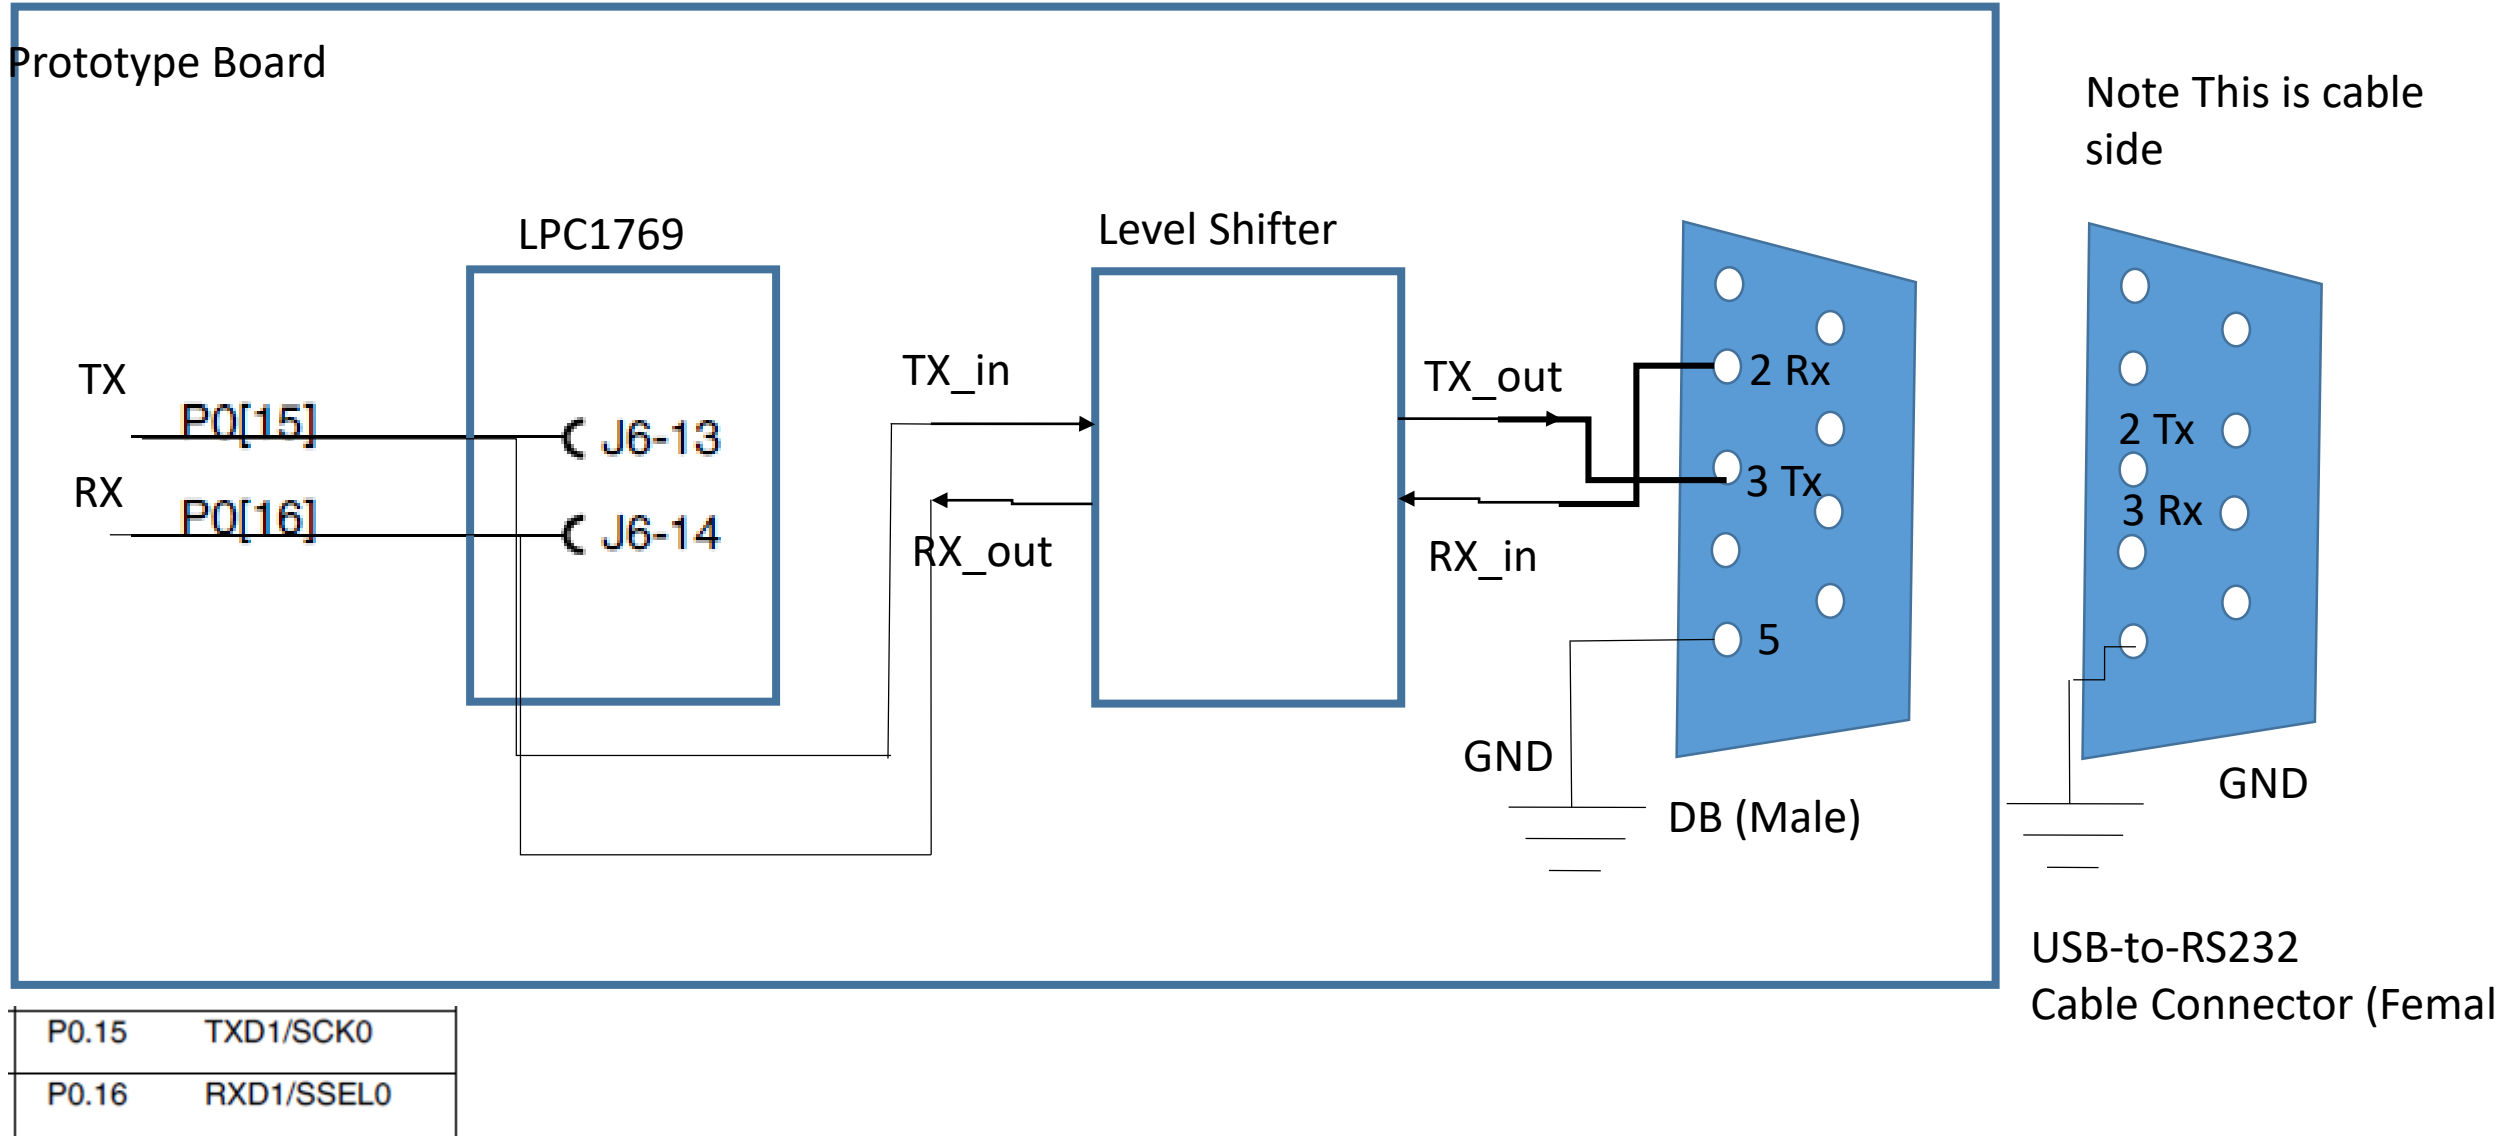 Prototype Board
Note This is cable
side
LPC1769
Level Shifter
TX
P0[15]
J6-13
RX
P0[16]
J6-14
TX_in
RX_out
TX_out
RX_in
2 Rx
3 Tx
5
GND
DB (Male)
2 Tx
3 Rx
GND
USB-to-RS232
Cable Connector (Femal
P0.15 TXD1/SCK0
P0.16 RXD1/SSEL0